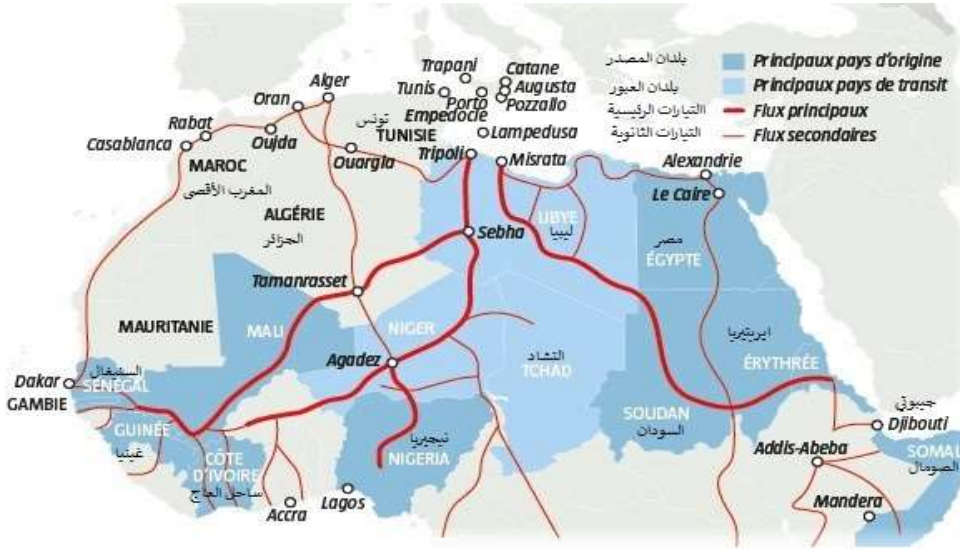 بلدان المصدر
Principaux pays d'origine
بلدان العبور
Principaux pays de transit
االتيارات الرئيسية
Flux principaux
التيارات الثانوية
Flux secondaires
Trapani
Catane
Tunis
Augusta
Porto
Empedocle
Pozzallo
Lampedusa
Alger
Oran
تونس
TUNISIE
Rabat
Casablanca
Oujda
Ouargla
Tripoli
Misrata
Alexandrie
Le Caire
MAROC
المغرب الأقصى
ALGÉRIE
الجزائر
Sebha
LIBYE
ليبيا
مصر
ÉGYPTE
Tamanrasset
MAURITANIE
MALI
NIGER
Agadez
التشاد
TCHAD
ايريتيريا
ÉRYTHRÉE
Dakar
السنيغال
SÉNÉGAL
GAMBIE
GUINÉE
غينيا
CÔTE
D'IVOIRE
ساحل العاج
نيجيريا
NIGERIA
SOUDAN
السودان
جيبوتي
Djibouti
Addis-Abeba
SOMAL
الصومال
Mandera
Accra
Lagos